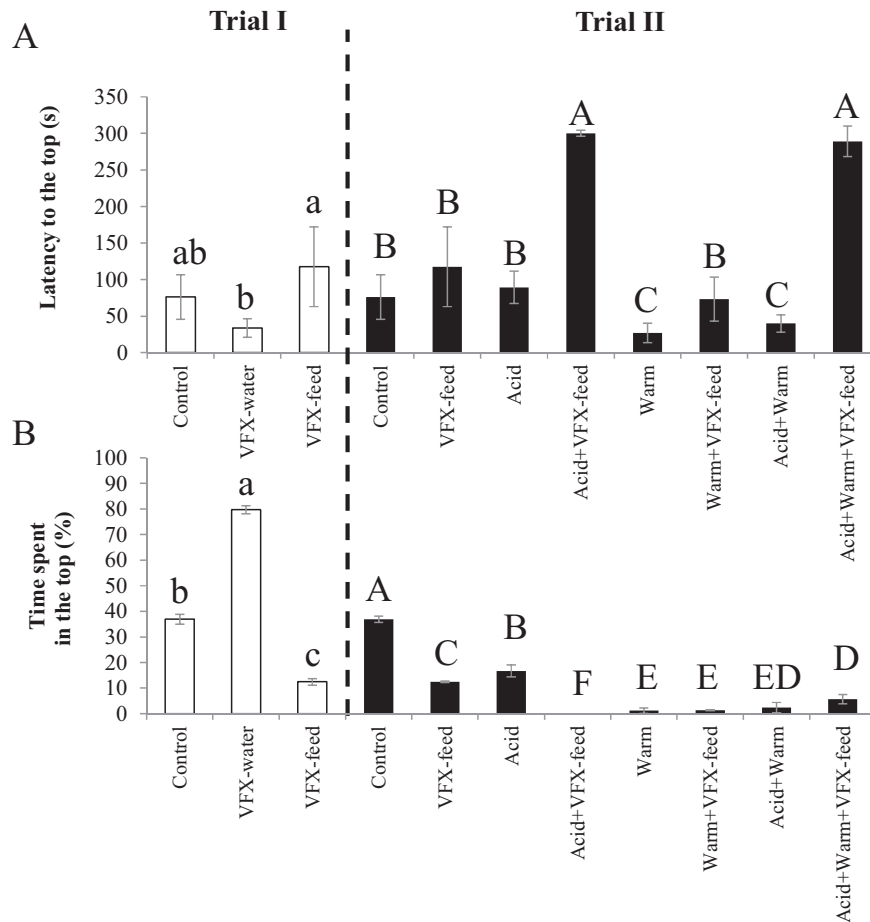 Trial I Trial II
A
Latency to the top (s)
350
300
250
200
150
100
50
0
ab b a B B B A C B C A
Control VFX-water VFX-feed Control VFX-feed Acid Acid+VFX-feed Warm Warm+VFX-feed Acid+Warm Acid+Warm+VFX-feed
B
Time spent
in the top (%)
100
90
80
70
60
50
40
30
20
10
0
b a c A C B F E E ED D
Control VFX-water VFX-feed Control VFX-feed Acid Acid+VFX-feed Warm Warm+VFX-feed Acid+Warm Acid+Warm+VFX-feed